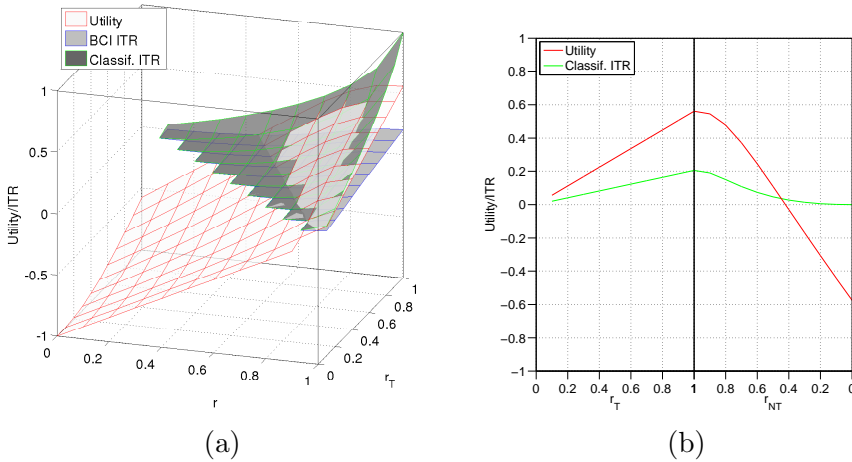 Utility
BCI ITR
Classif. ITR
1
0.5
0
-0.5
-1
Utility/ITR
0
0.2
0.4
0.6
0.8
1
r
0
0.2
0.4
0.6
0.8
1
r_T
(a)
Utility
Classif. ITR
1
0.8
0.6
0.4
0.2
0
−0.2
−0.4
−0.6
−0.8
−1
Utility/ITR
0 0.2 0.4 0.6 0.8 1 0.8 0.6 0.4 0.2 0
r_T r_NT
(b)